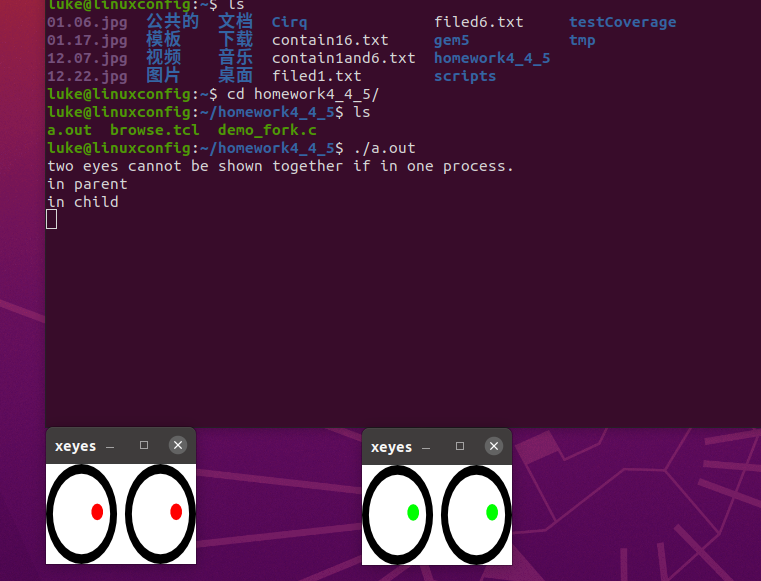 luke@linuxconfig:~$ ls
01.06.jpg 公共的 文档 Cirq filed6.txt testCoverage
01.17.jpg 模板 下载 contain16.txt gem5 tmp
12.07.jpg 视频 音乐 contain1and6.txt homework4_4_5
12.22.jpg 图片 桌面 filed1.txt scripts
luke@linuxconfig:~$ cd homework4_4_5/
luke@linuxconfig:~/homework4_4_5$ ls
a.out browse.tcl demo_fork.c
luke@linuxconfig:~/homework4_4_5$ ./a.out
two eyes cannot be shown together if in one process.
in parent
in child
xeyes
xeyes